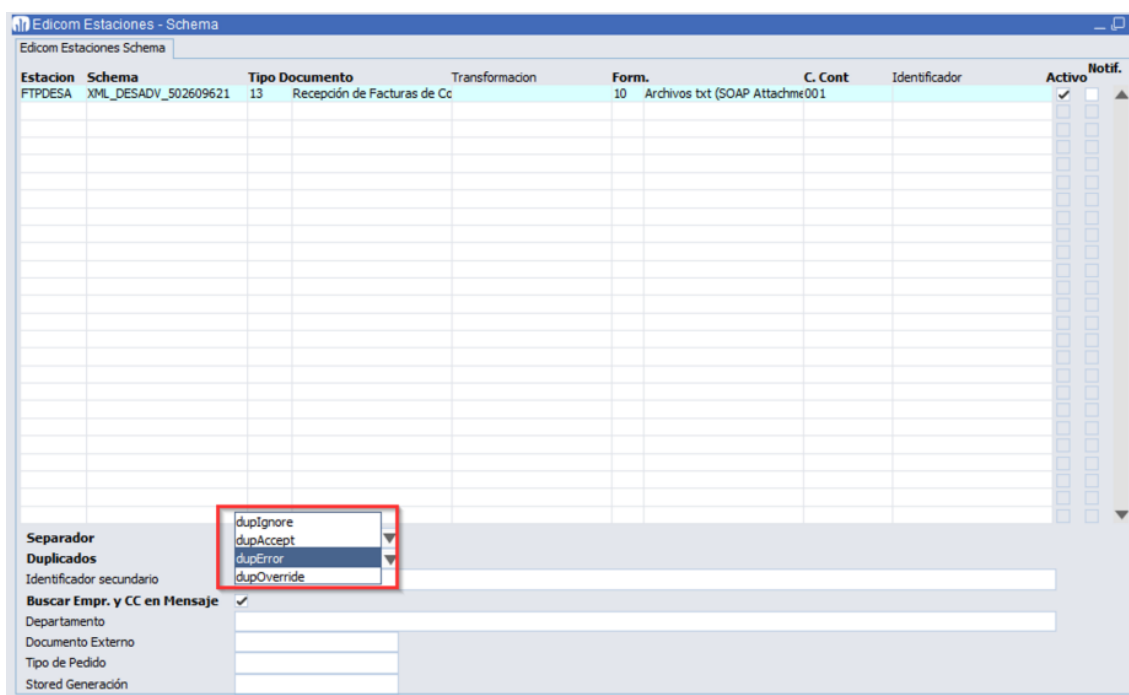 Edicom Estaciones - Schema
Edicom Estaciones Schema
Estacion Schema Tipo Documento Transformacion Form. C. Cont Identificador Activo Notif.
FTPDESA XML_DESADV_502609621 13 Recepción de Facturas de Cc 10 Archivos txt (SOAP Attachme 001
dupIgnore
Separador dupAccept
Duplicados dupError
Identificador secundario dupOverride
Buscar Empr. y CC en Mensaje
Departamento
Documento Externo
Tipo de Pedido
Stored Generación